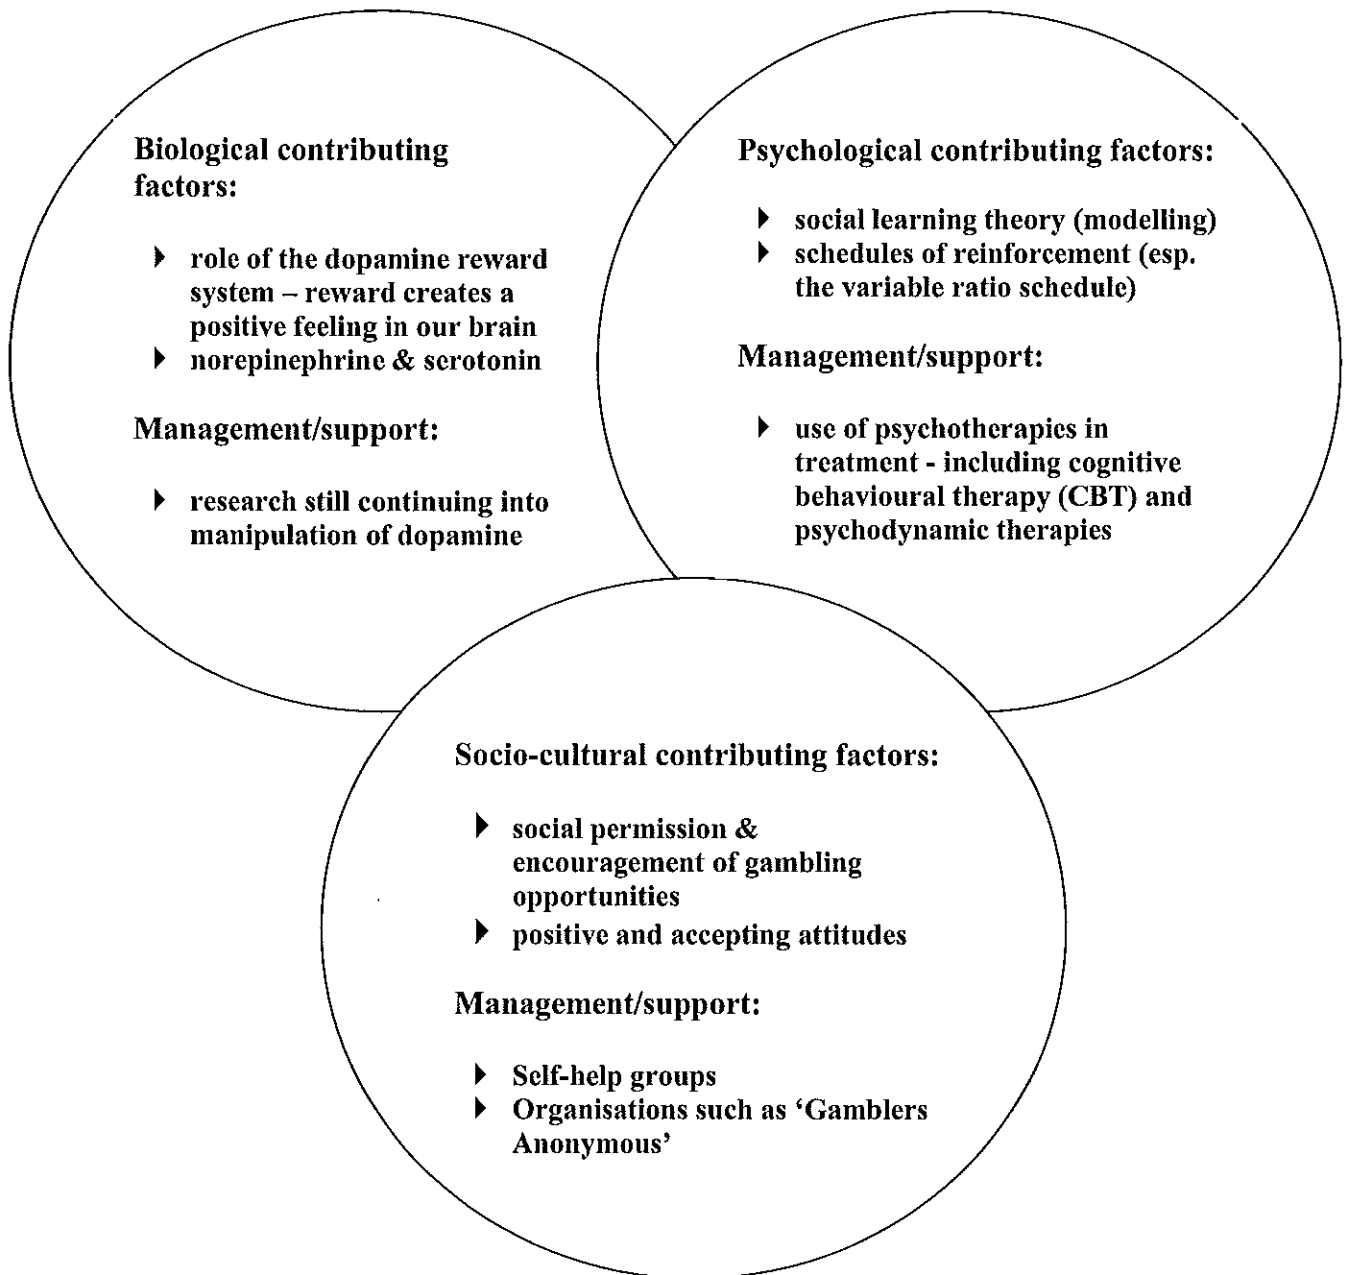 Biological contributing
factors:
▶ role of the dopamine reward
system – reward creates a
positive feeling in our brain
▶ norepinephrine & serotonin
Management/support:
▶ research still continuing into
manipulation of dopamine
Psychological contributing factors:
▶ social learning theory (modelling)
▶ schedules of reinforcement (esp.
the variable ratio schedule)
Management/support:
▶ use of psychotherapies in
treatment - including cognitive
behavioural therapy (CBT) and
psychodynamic therapies
Socio-cultural contributing factors:
▶ social permission &
encouragement of gambling
opportunities
▶ positive and accepting attitudes
Management/support:
▶ Self-help groups
▶ Organisations such as ‘Gamblers
Anonymous’